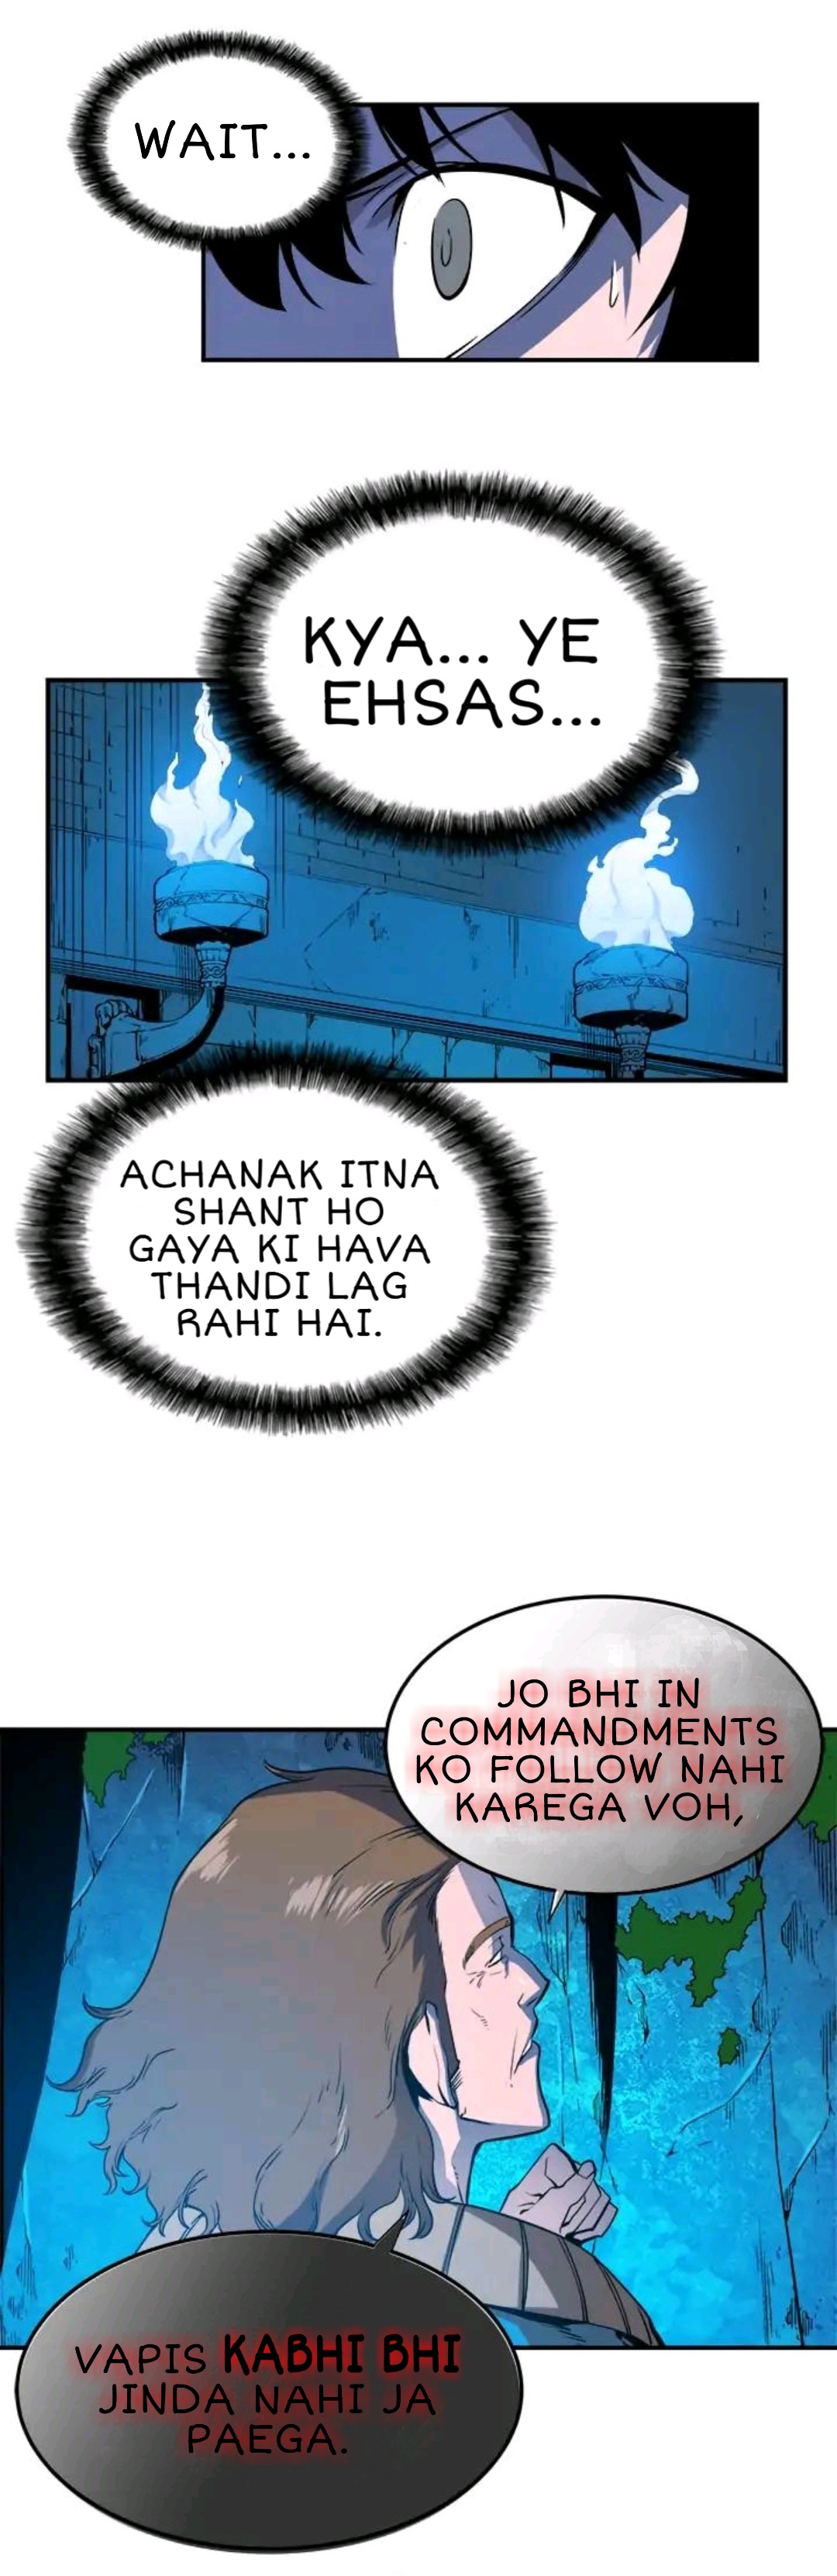 WAIT...
KYA... YE
EHSAS...
ACHANAK ITNA
SHANT HO
GAYA KI HAVA
THANDI LAG
RAHI HAI.
JO BHI IN
COMMANDMENTS
KO FOLLOW NAHI
KAREGA VOH,
VAPIS KABHI BHI
JINDA NAHI JA
PAEGA.